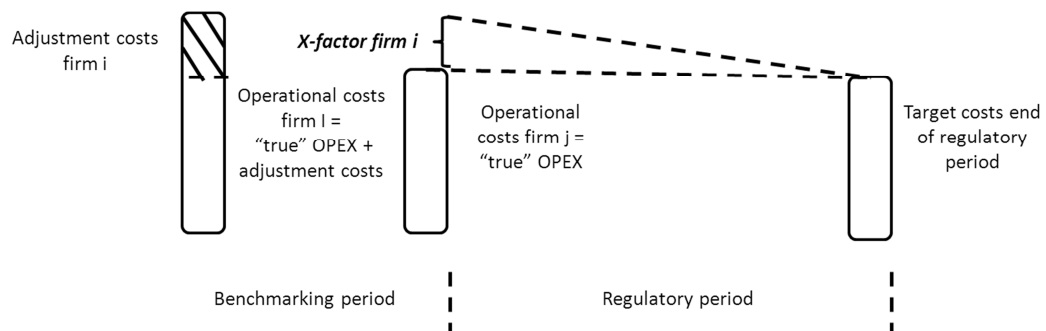 Adjustment costs
firm i
X-factor firm i
Operational costs
firm I =
"true" OPEX +
adjustment costs
Operational
costs firm j =
"true" OPEX
Target costs end
of regulatory
period
Benchmarking period
Regulatory period